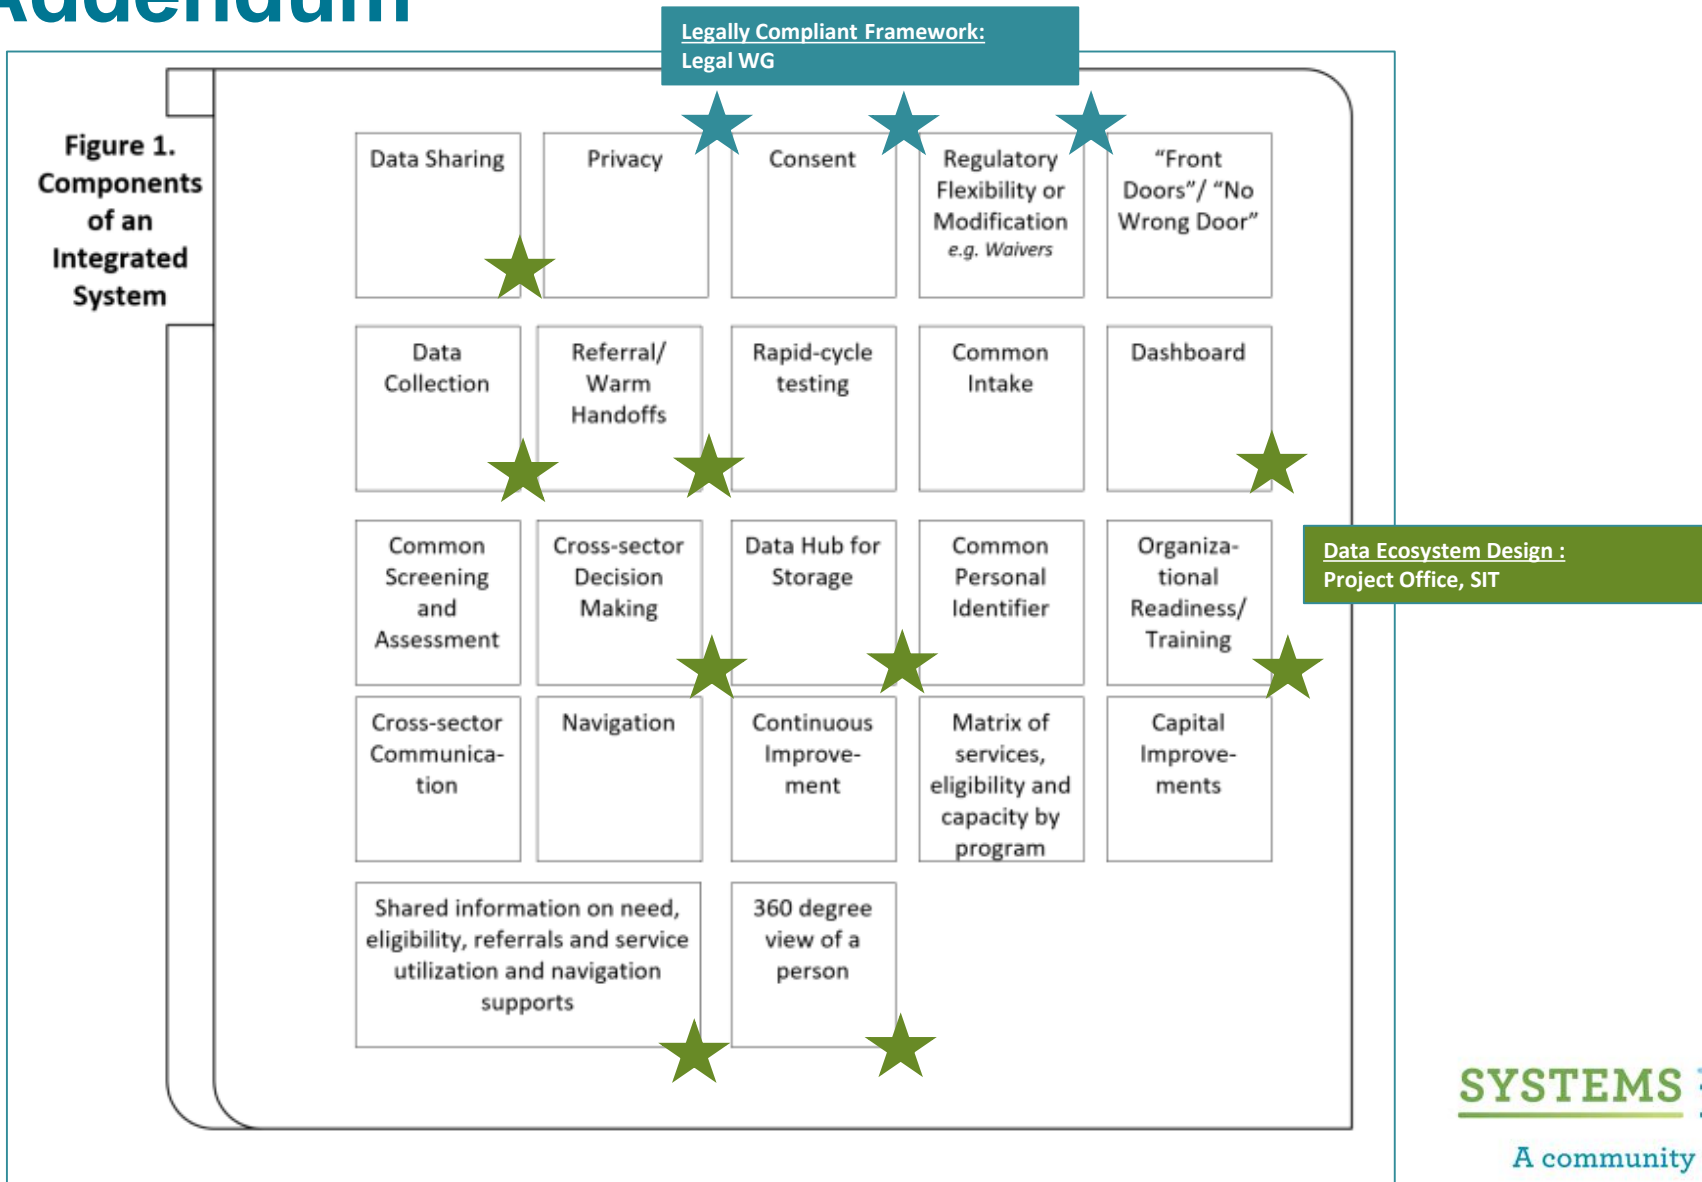 Addendum
Legally Compliant Framework:
Legal WG
Figure 1.
Components
of an
Integrated
System
Data Sharing
Privacy
Consent
Regulatory
Flexibility or
Modification
e.g. Waivers
“Front
Doors”/ “No
Wrong Door”
Data
Collection
Referral/
Warm
Handoffs
Rapid-cycle
testing
Common
Intake
Dashboard
Common
Screening
and
Assessment
Cross-sector
Decision
Making
Data Hub for
Storage
Common
Personal
Identifier
Organiza-
tional
Readiness/
Training
Data Ecosystem Design :
Project Office, SIT
Cross-sector
Communica-
tion
Navigation
Continuous
Improve-
ment
Matrix of
services,
eligibility and
capacity by
program
Capital
Improve-
ments
Shared information on need,
eligibility, referrals and service
utilization and navigation
supports
360 degree
view of a
person
SYSTEMS
A community